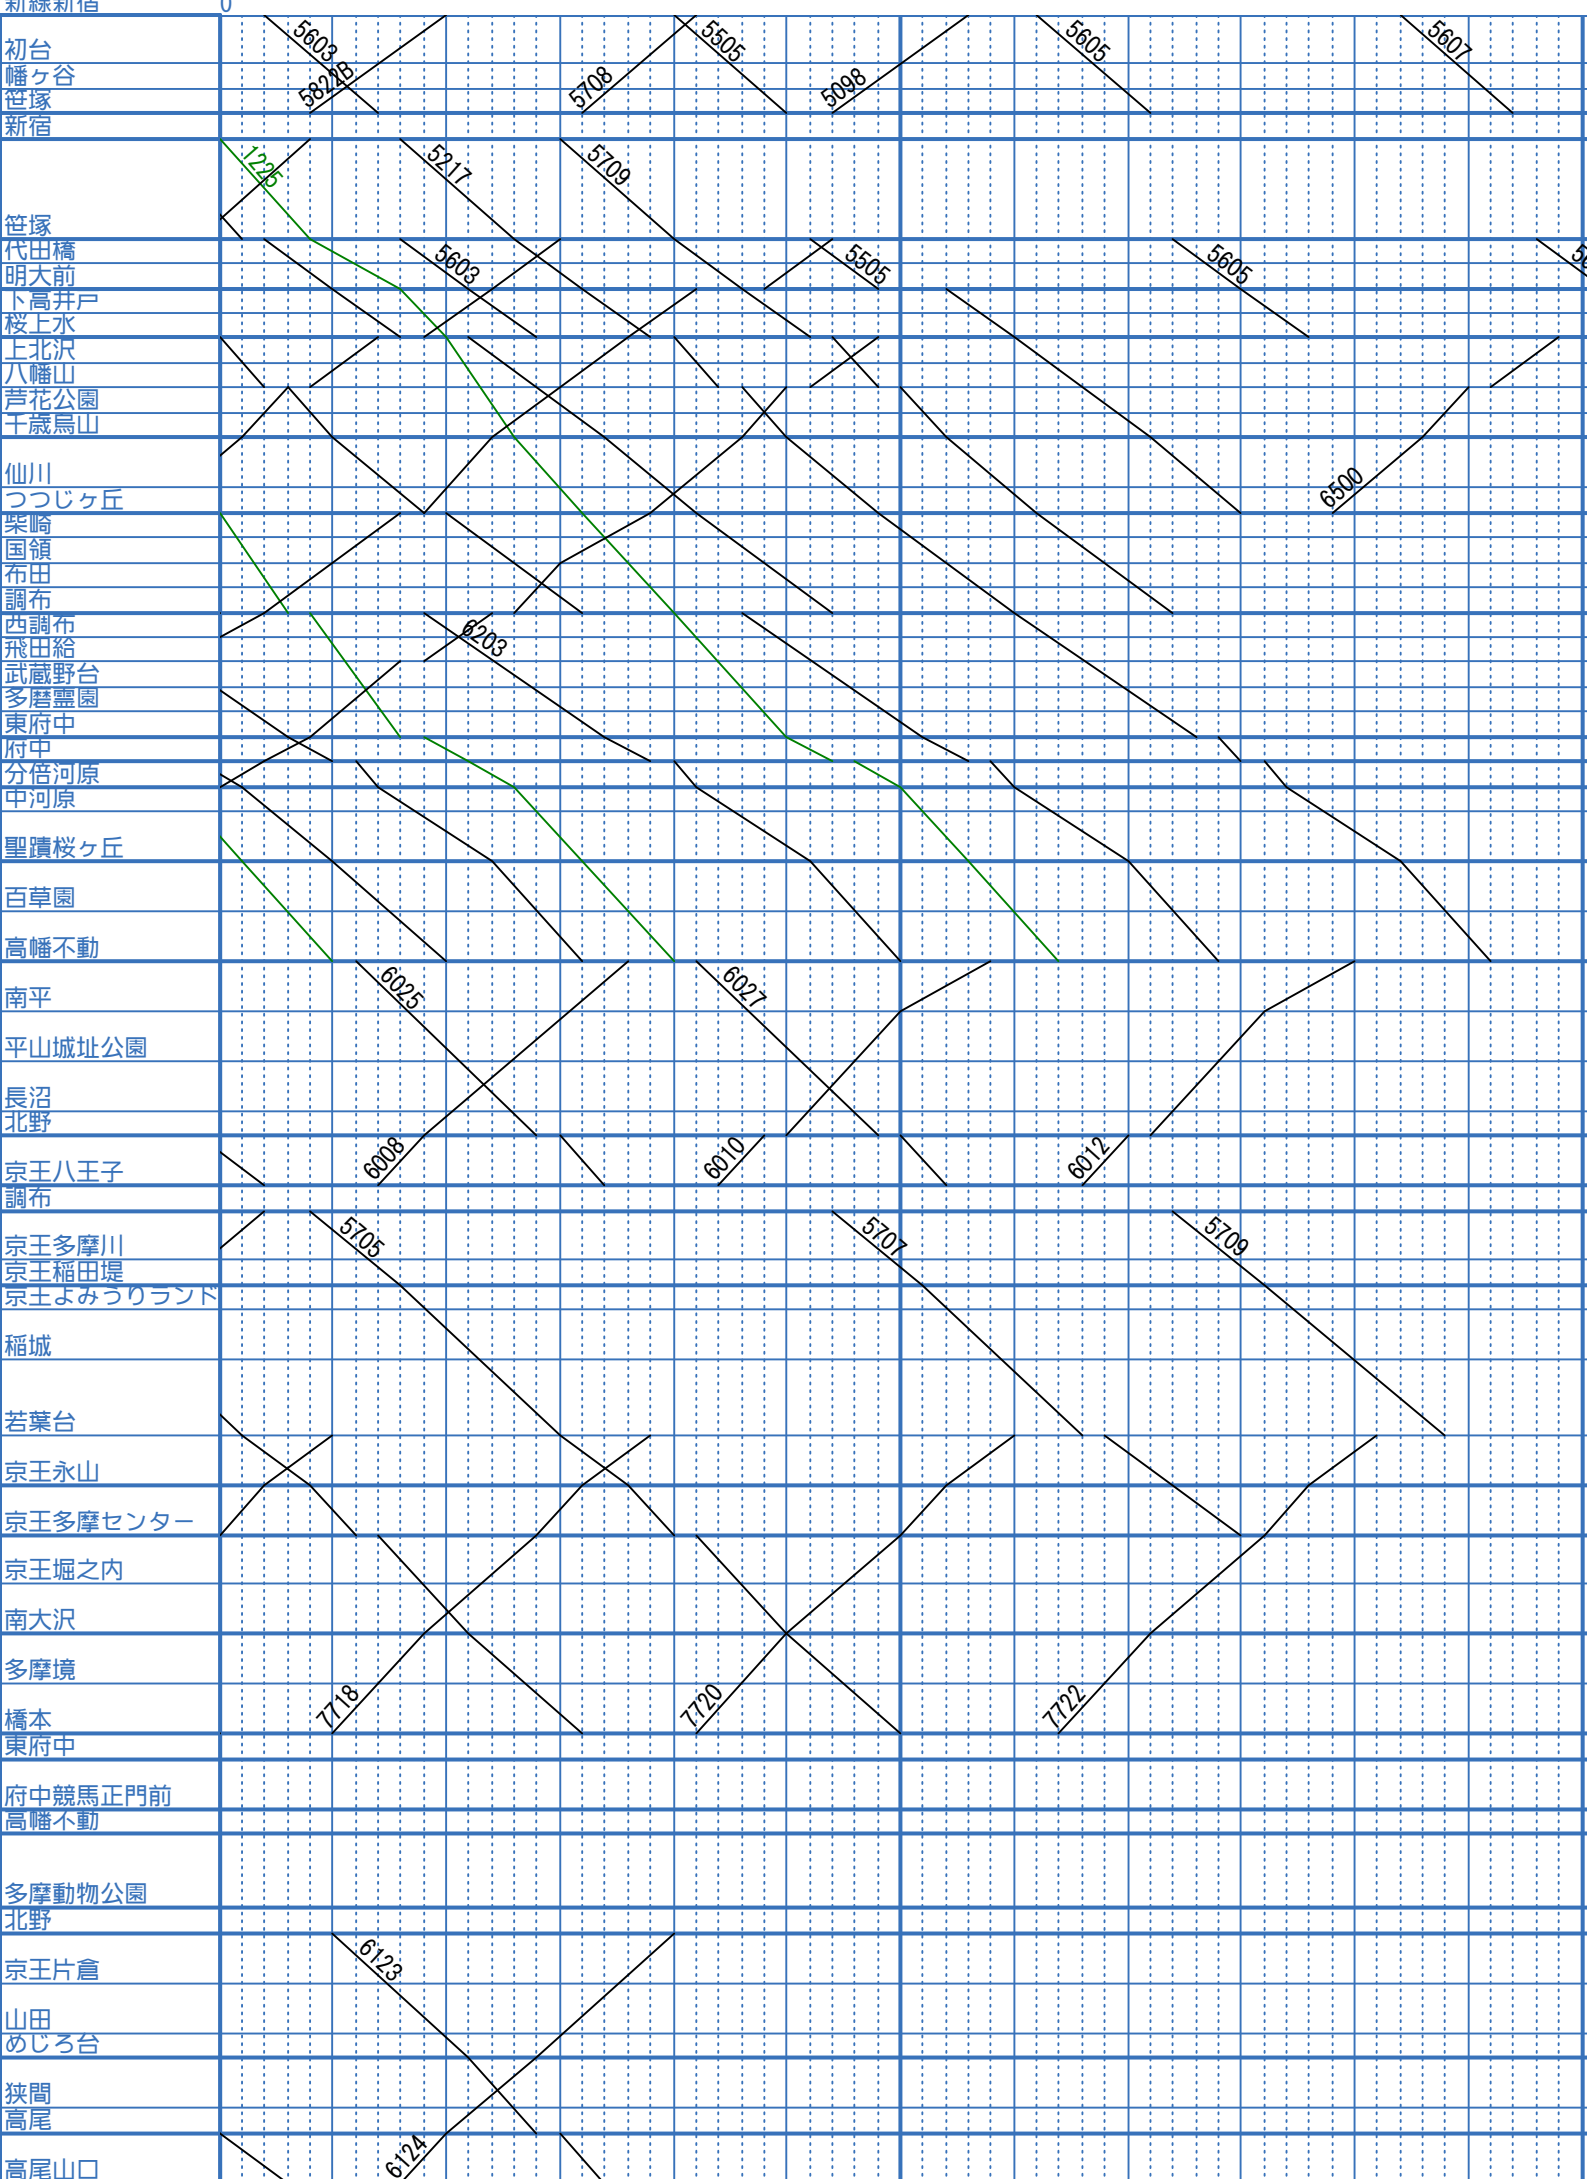 新線新宿 0
初台 5603 5505 5605 5607
幡ヶ谷
笹塚 5822B 5708 5098
新宿
1225 5217 5709
笹塚
代田橋 5603 5505 5605
明大前
下高井戸
桜上水
上北沢
八幡山
芦花公園
千歳烏山
仙川 6500
つつじヶ丘
柴崎
国領
布田
調布
西調布 6203
飛田給
武蔵野台
多磨霊園
東府中
府中
分倍河原
中河原
聖蹟桜ヶ丘
百草園
高幡不動
南平 6025 6027
平山城址公園
長沼
北野
京王八王子 6008 6010 6012
調布
京王多摩川 5705 5707 5709
京王稲田堤
京王よみうりランド
稲城
若葉台
京王永山
京王多摩センター
京王堀之内
南大沢
多摩境
橋本 7718 7720 7722
東府中
府中競馬正門前
高幡不動
多摩動物公園
北野
京王片倉 6123
山田
めじろ台
狭間
高尾
高尾山口 6124